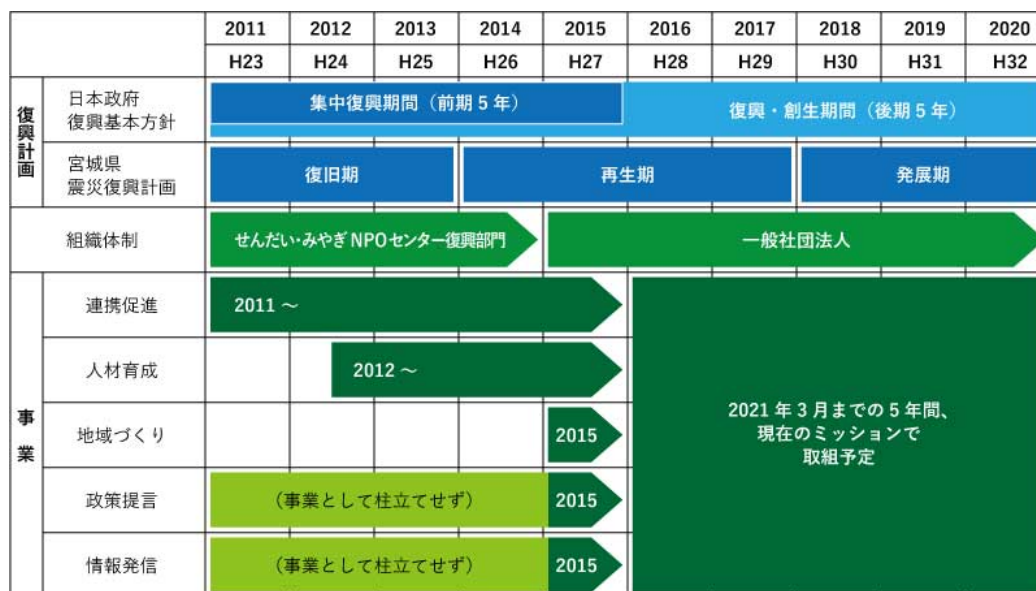 2011 2012 2013 2014 2015 2016 2017 2018 2019 2020
H23 H24 H25 H26 H27 H28 H29 H30 H31 H32
復興計画
日本政府
復興基本方針
集中復興期間（前期 5 年）
復興・創生期間（後期 5 年）
宮城県
震災復興計画
復旧期
再生期
発展期
組織体制
せんだい・みやぎ NPO センター復興部門
一般社団法人
事業
連携促進
2011 〜
人材育成
2012 〜
地域づくり
2015
政策提言
（事業として柱立てせず）
2015
情報発信
（事業として柱立てせず）
2015
2021 年 3 月までの 5 年間、
現在のミッションで
取組予定